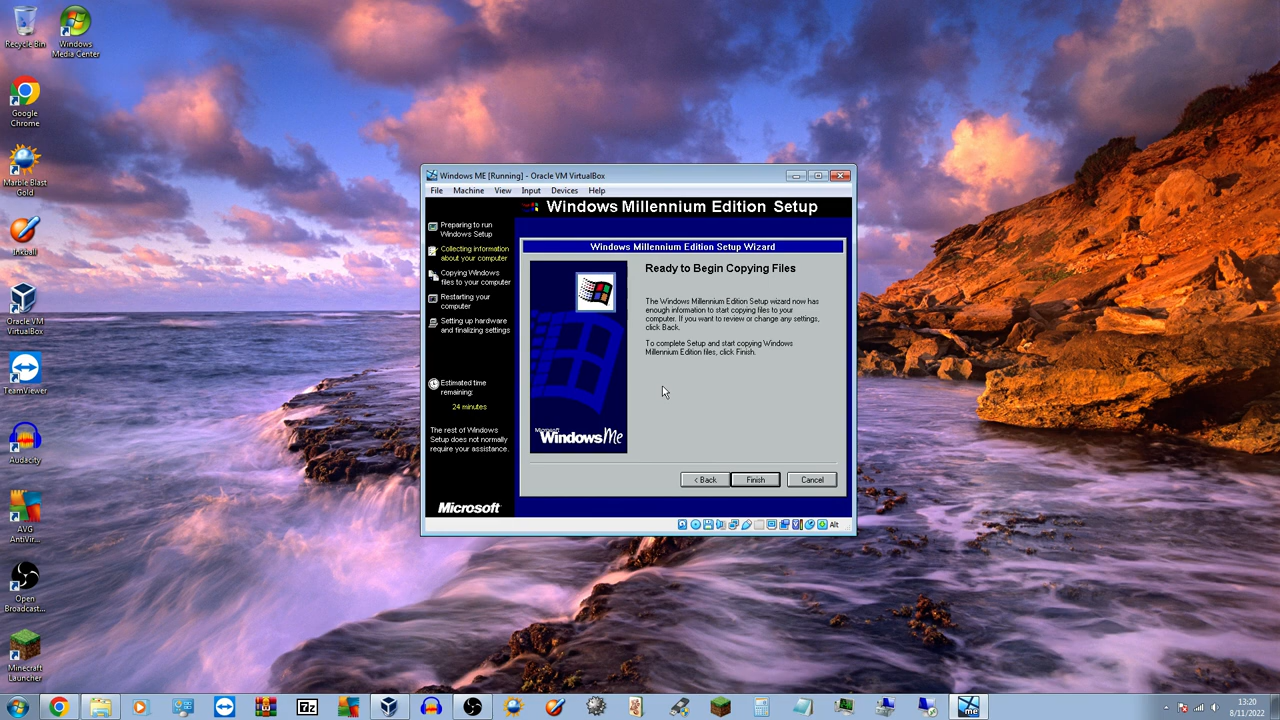 Recycle Bin
Windows
Media Center
Google
Chrome
Marble Blast
Gold
Inkball
Oracle VM
VirtualBox
TeamViewer
Audacity
AVG
AntiVir...
Open
Broadcast...
Minecraft
Launcher
Windows ME [Running] - Oracle VM VirtualBox
File Machine View Input Devices Help
Windows Millennium Edition Setup
Preparing to run
Windows Setup
Collecting information
about your computer
Copying Windows
files to your computer
Restarting your
computer
Setting up hardware
and finalizing settings
Estimated time
remaining:
24 minutes
The rest of Windows
Setup does not normally
require your assistance.
Microsoft
Windows Millennium Edition Setup Wizard
Microsoft
Windows Me
Ready to Begin Copying Files
The Windows Millennium Edition Setup wizard now has
enough information to start copying files to your
computer. If you want to review or change any settings,
click Back.
To complete Setup and start copying Windows
Millennium Edition files, click Finish.
< Back Finish Cancel
Alt
7z
me
13:20
8/11/2022